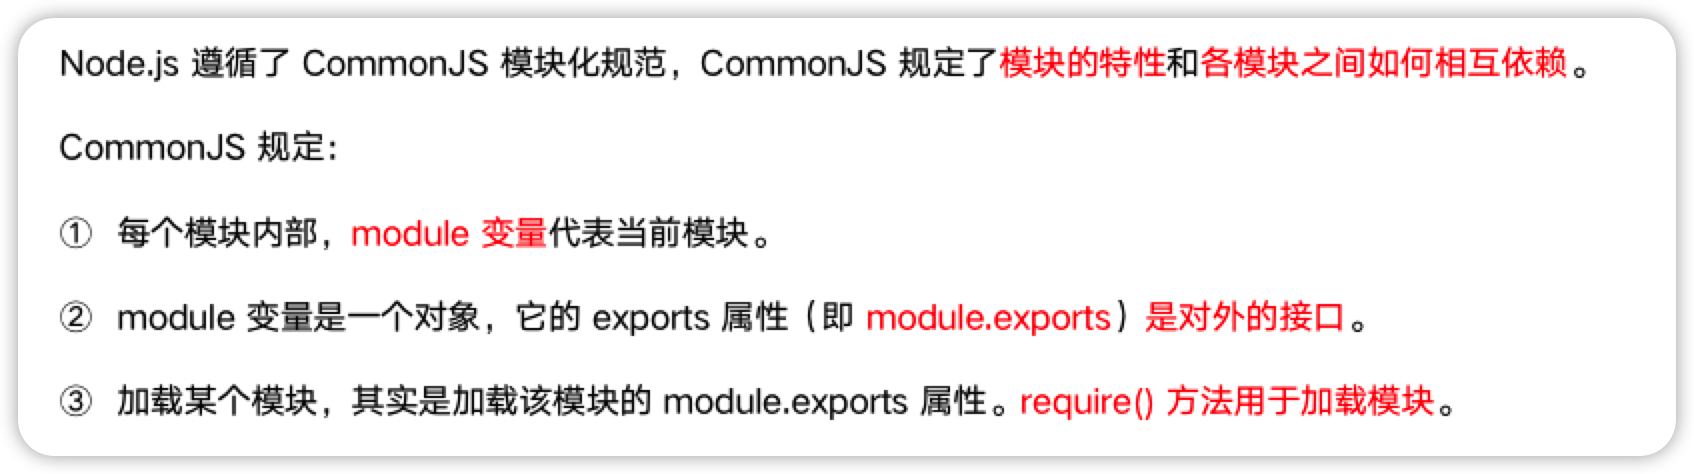 Node.js 遵循了 CommonJS 模块化规范，CommonJS 规定了模块的特性和各模块之间如何相互依赖。
CommonJS 规定：
① 每个模块内部，module 变量代表当前模块。
② module 变量是一个对象，它的 exports 属性（即 module.exports）是对外的接口。
③ 加载某个模块，其实是加载该模块的 module.exports 属性。require() 方法用于加载模块。